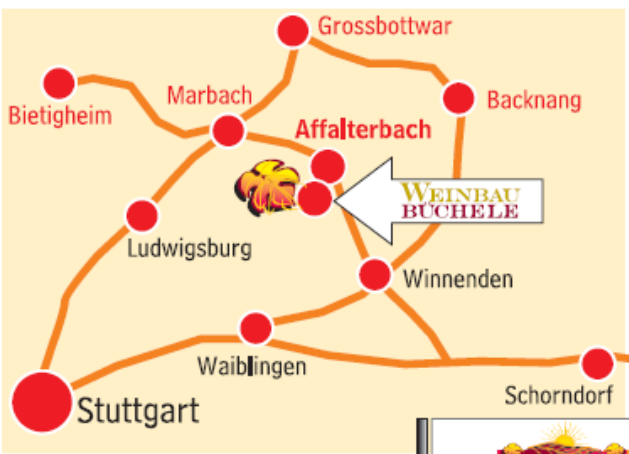 Grossbottwar
Bietigheim
Marbach
Backnang
Affalterbach
WEINBAU
BÜCHELE
Ludwigsburg
Winnenden
Waiblingen
Schorndorf
Stuttgart